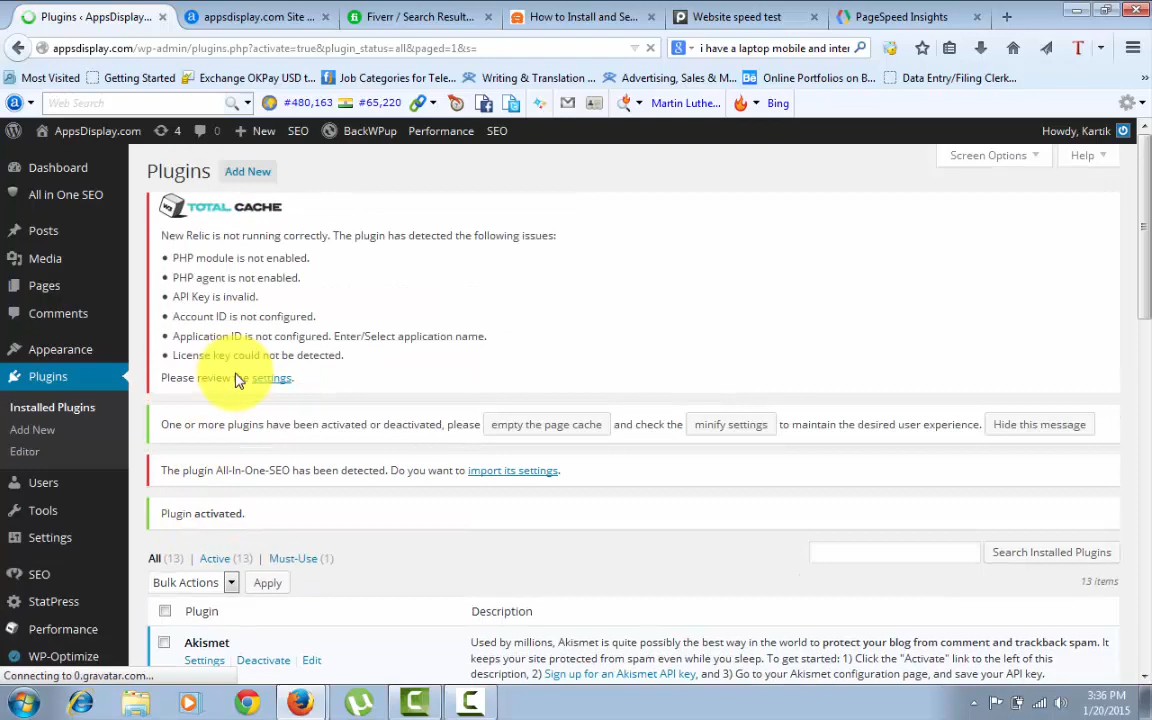 Plugins ‹ AppsDisplay....
appsdisplay.com Site ...
Fiverr / Search Result...
How to Install and Se...
Website speed test
PageSpeed Insights
appsdisplay.com/wp-admin/plugins.php?activate=true&plugin_status=all&paged=1&s=
i have a laptop mobile and inter
Most Visited
Getting Started
Exchange OKPay USD t...
Job Categories for Tele...
Writing & Translation ...
Advertising, Sales & M...
Online Portfolios on B...
Data Entry/Filing Clerk...
Web Search
#480,163
#65,220
Martin Luthe...
Bing
AppsDisplay.com
4
0
+ New
SEO
BackWPup
Performance
SEO
Howdy, Kartik
Dashboard
All in One SEO
Posts
Media
Pages
Comments
Appearance
Plugins
Installed Plugins
Add New
Editor
Users
Tools
Settings
SEO
StatPress
Performance
WP-Optimize
Plugins Add New
Screen Options
Help
W3 TOTAL CACHE
New Relic is not running correctly. The plugin has detected the following issues:
• PHP module is not enabled.
• PHP agent is not enabled.
• API Key is invalid.
• Account ID is not configured.
• Application ID is not configured. Enter/Select application name.
• License key could not be detected.
Please review the settings.
One or more plugins have been activated or deactivated, please empty the page cache and check the minify settings to maintain the desired user experience. Hide this message
The plugin All-In-One-SEO has been detected. Do you want to import its settings.
Plugin activated.
All (13) | Active (13) | Must-Use (1)
Search Installed Plugins
Bulk Actions Apply
13 items
Plugin Description
Akismet
Settings Deactivate Edit
Used by millions, Akismet is quite possibly the best way in the world to protect your blog from comment and trackback spam. It
keeps your site protected from spam even while you sleep. To get started: 1) Click the "Activate" link to the left of this
description, 2) Sign up for an Akismet API key, and 3) Go to your Akismet configuration page, and save your API key.
Connecting to 0.gravatar.com...
3:36 PM
1/20/2015